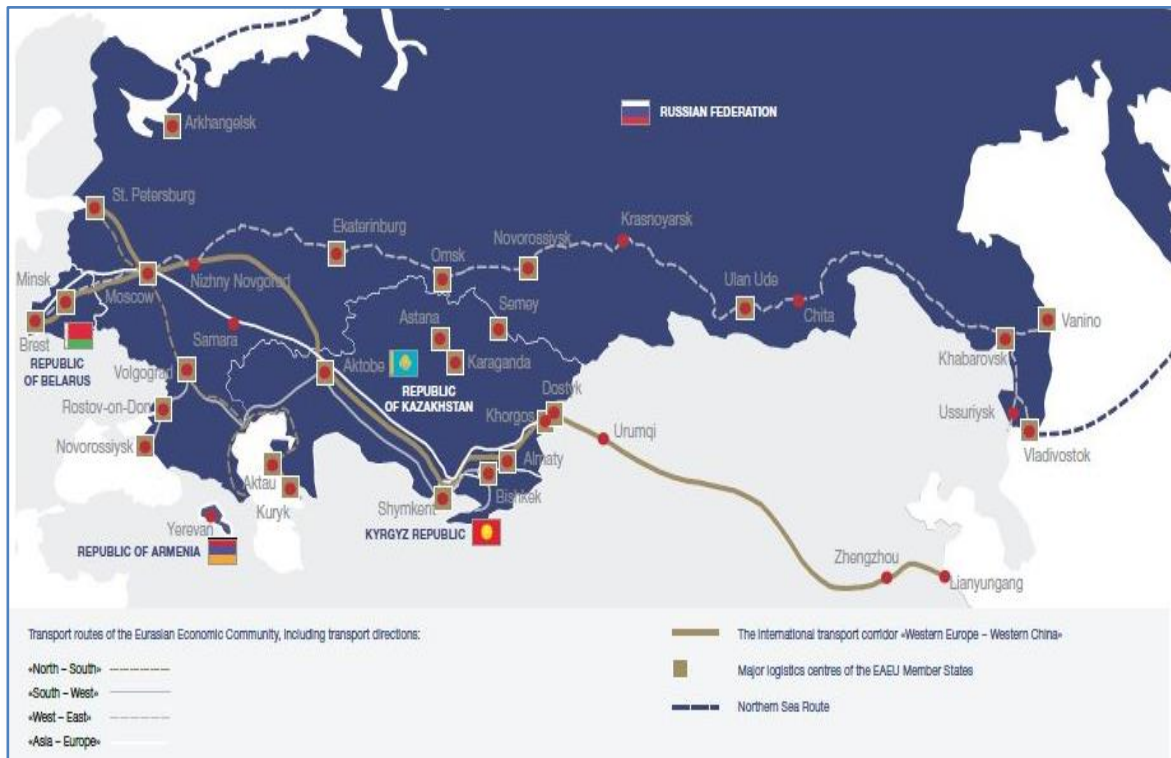 RUSSIAN FEDERATION
Arkhangelsk
St. Petersburg
Krasnoyarsk
Ekaterinburg
Novorossiysk
Omsk
Nizhny Novgorod
Minsk
Moscow
Ulan Ude
Semey
Chita
Astana
Vanino
Brest
Samara
Khabarovsk
REPUBLIC
OF BELARUS
Volgograd
Aktobe
Karaganda
REPUBLIC
OF KAZAKHSTAN
Dostyk
Rostov-on-Don
Khorgos
Ussuriysk
Urumqi
Novorossiysk
Vladivostok
Almaty
Aktau
Bishkek
Kuryk
Shymkent
Yerevan
KYRGYZ REPUBLIC
REPUBLIC OF ARMENIA
Zhengzhou
Lianyungang
Transport routes of the Eurasian Economic Community, including transport directions:
«North – South»
«South – West»
«West – East»
«Asia – Europe»
The international transport corridor «Western Europe – Western China»
Major logistics centres of the EAEU Member States
Northern Sea Route